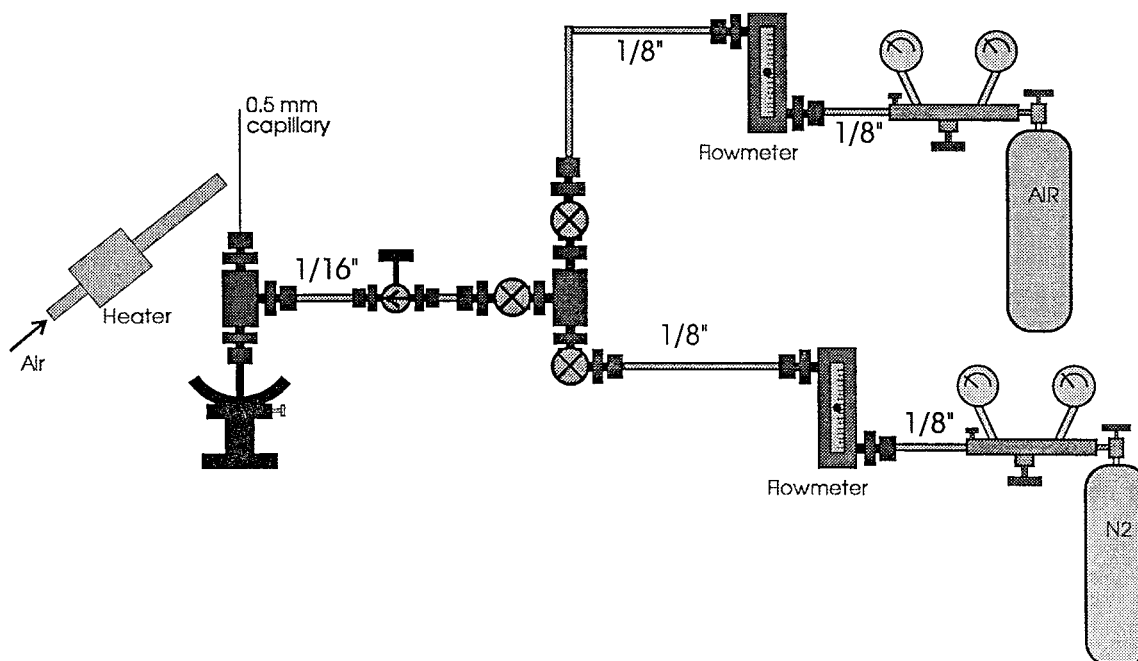 1/8"
0.5 mm
capillary
1/8"
Flowmeter
AIR
1/16"
Heater
Air
1/8"
1/8"
Flowmeter
N2